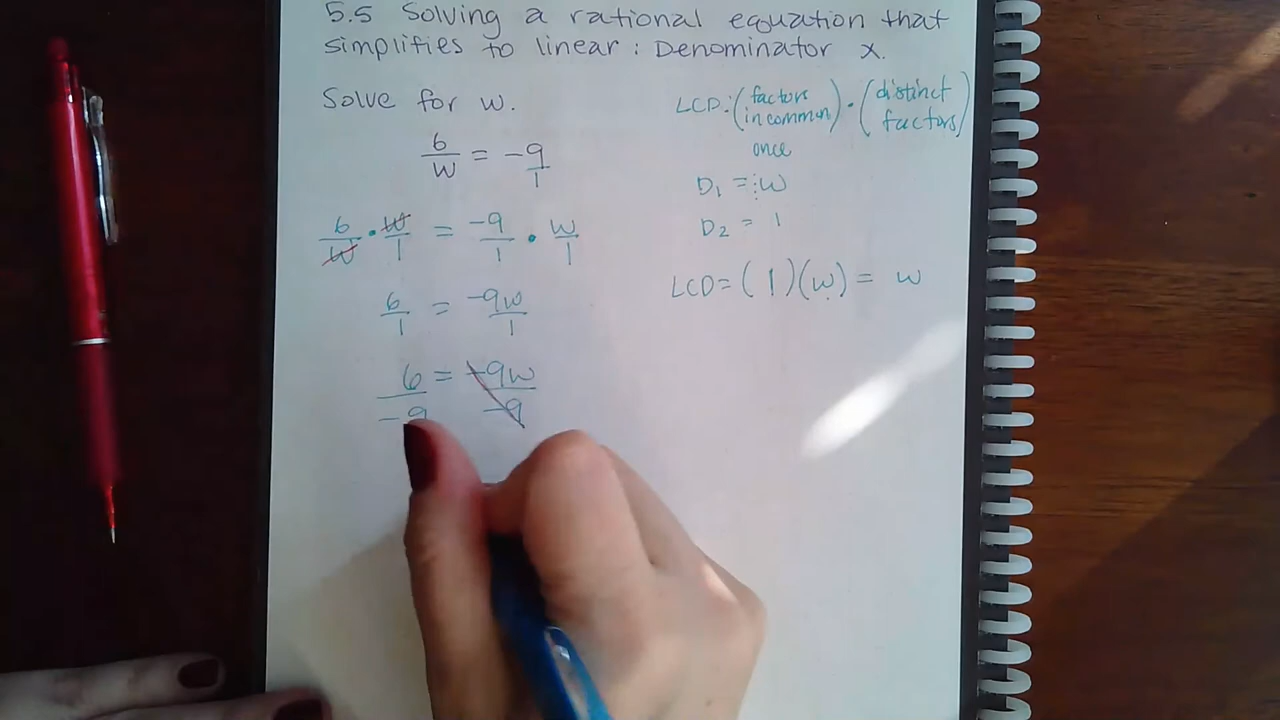 5.5 Solving a rational equation that
simplifies to linear : Denominator x.
Solve for w.
6/w = -9/1
6/w • w/1 = -9/1 • w/1
6/1 = -9w/1
6/-9 = -9w/-9
LCD: (factors in common) • (distinct factors)
once
D₁ = w
D₂ = 1
LCD = (1)(w) = w